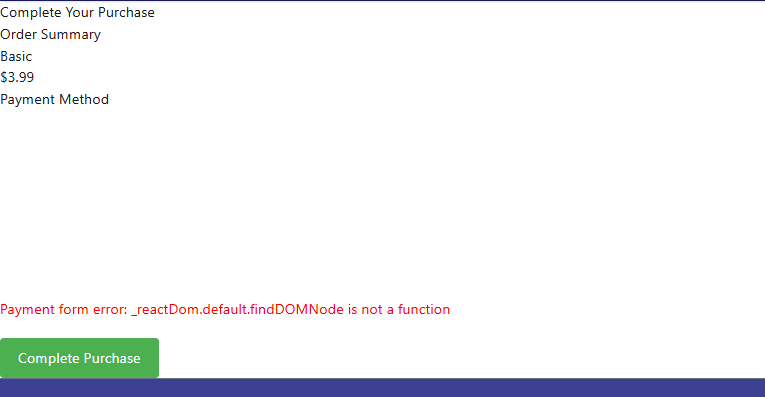 Complete Your Purchase
Order Summary
Basic
$3.99
Payment Method
Payment form error: _reactDom.default.findDOMNode is not a function
Complete Purchase